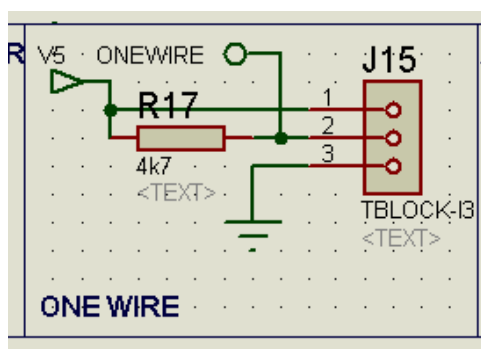 R
V5 ONEWIRE
J15
R17
1
2
3
4k7
<TEXT>
TBLOCK-I3
<TEXT>
ONE WIRE